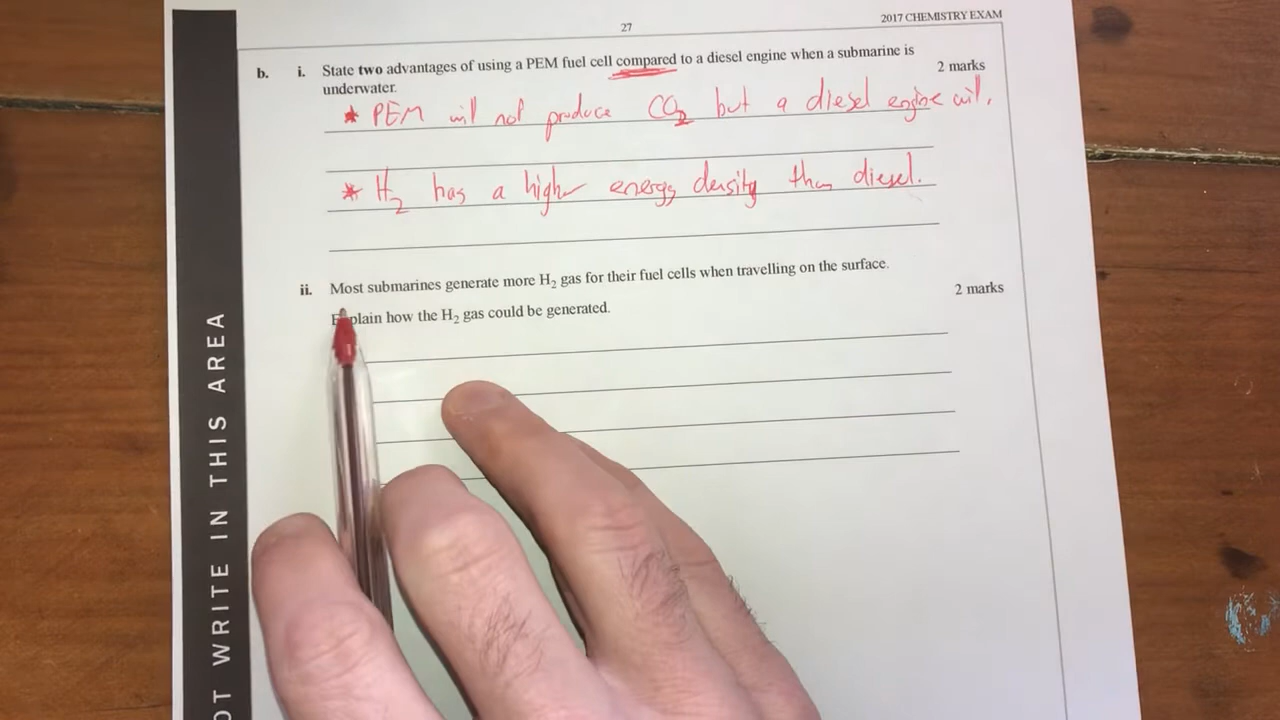 27
2017 CHEMISTRY EXAM
b. i. State two advantages of using a PEM fuel cell compared to a diesel engine when a submarine is
underwater.
2 marks
* PEM will not produce CO2 but a diesel engine will.
* H2 has a higher energy density than diesel.
ii. Most submarines generate more H2 gas for their fuel cells when travelling on the surface.
2 marks
Explain how the H2 gas could be generated.
OT WRITE IN THIS AREA